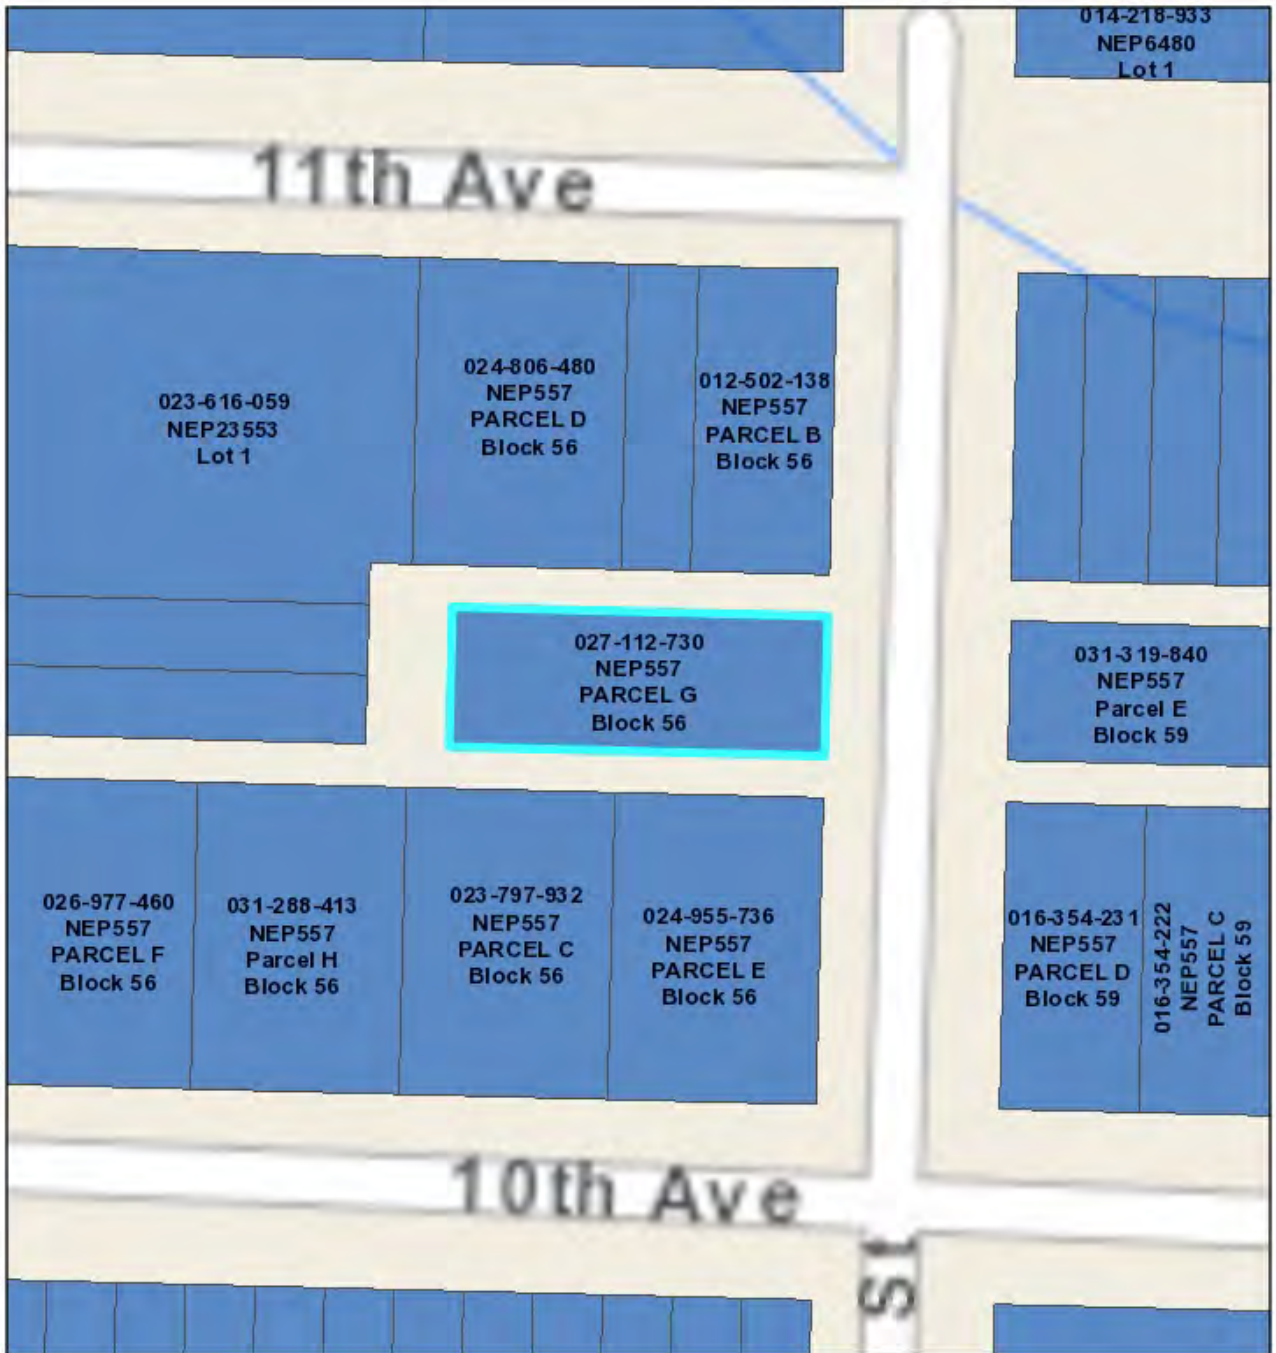 014-218-933
NEP6480
Lot 1
11th Ave
023-616-059
NEP23553
Lot 1
024-806-480
NEP557
PARCEL D
Block 56
012-502-138
NEP557
PARCEL B
Block 56
027-112-730
NEP557
PARCEL G
Block 56
031-319-840
NEP557
Parcel E
Block 59
026-977-460
NEP557
PARCEL F
Block 56
031-288-413
NEP557
Parcel H
Block 56
023-797-932
NEP557
PARCEL C
Block 56
024-955-736
NEP557
PARCEL E
Block 56
016-354-231
NEP557
PARCEL D
Block 59
016-354-222
NEP557
PARCEL C
Block 59
10th Ave
St